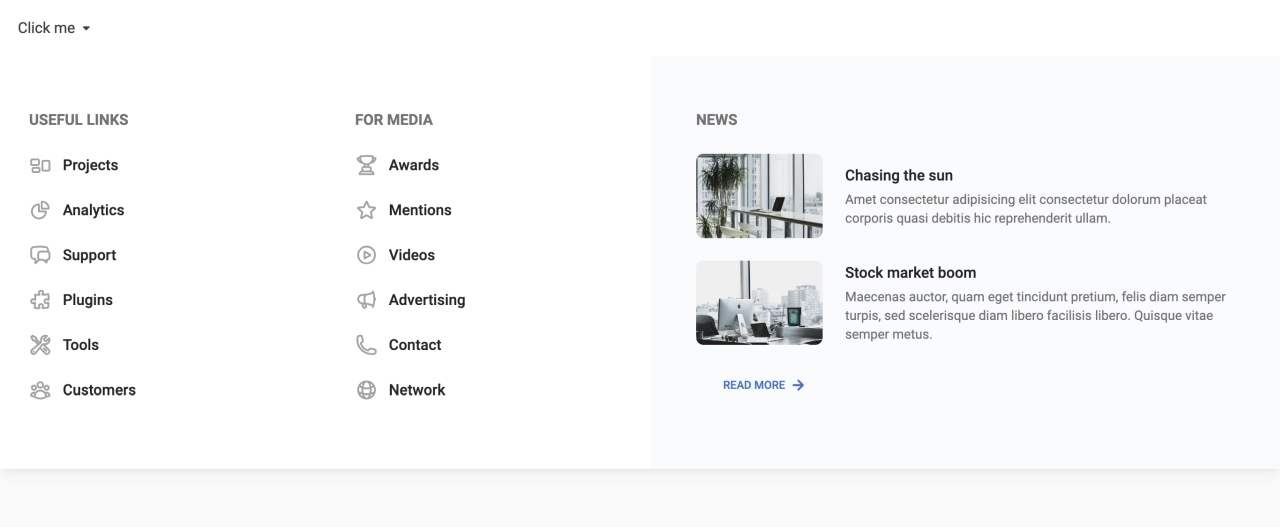 Click me
USEFUL LINKS
Projects
Analytics
Support
Plugins
Tools
Customers
FOR MEDIA
Awards
Mentions
Videos
Advertising
Contact
Network
NEWS
Chasing the sun
Amet consectetur adipisicing elit consectetur dolorum placeat
corporis quasi debitis hic reprehenderit ullam.
Stock market boom
Maecenas auctor, quam eget tincidunt pretium, felis diam semper
turpis, sed scelerisque diam libero facilisis libero. Quisque vitae
semper metus.
READ MORE